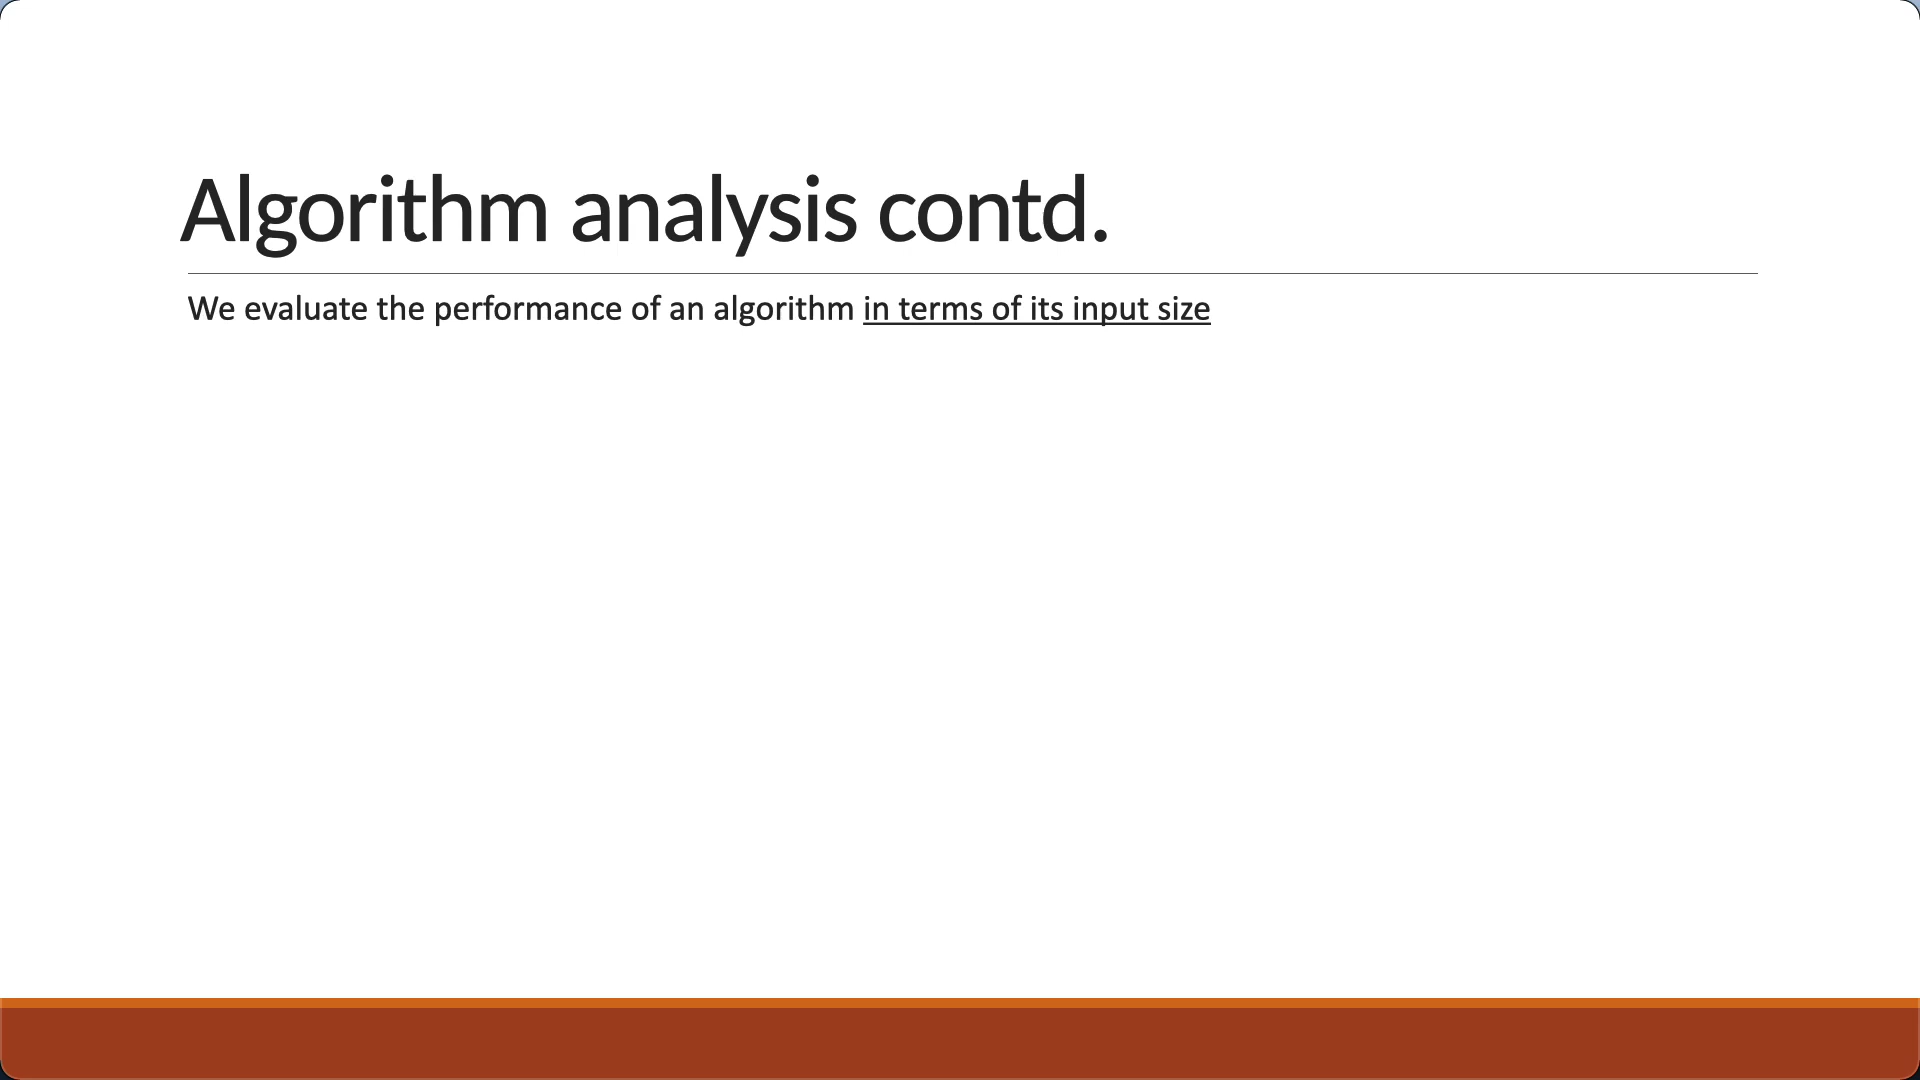 Algorithm analysis contd.
We evaluate the performance of an algorithm in terms of its input size